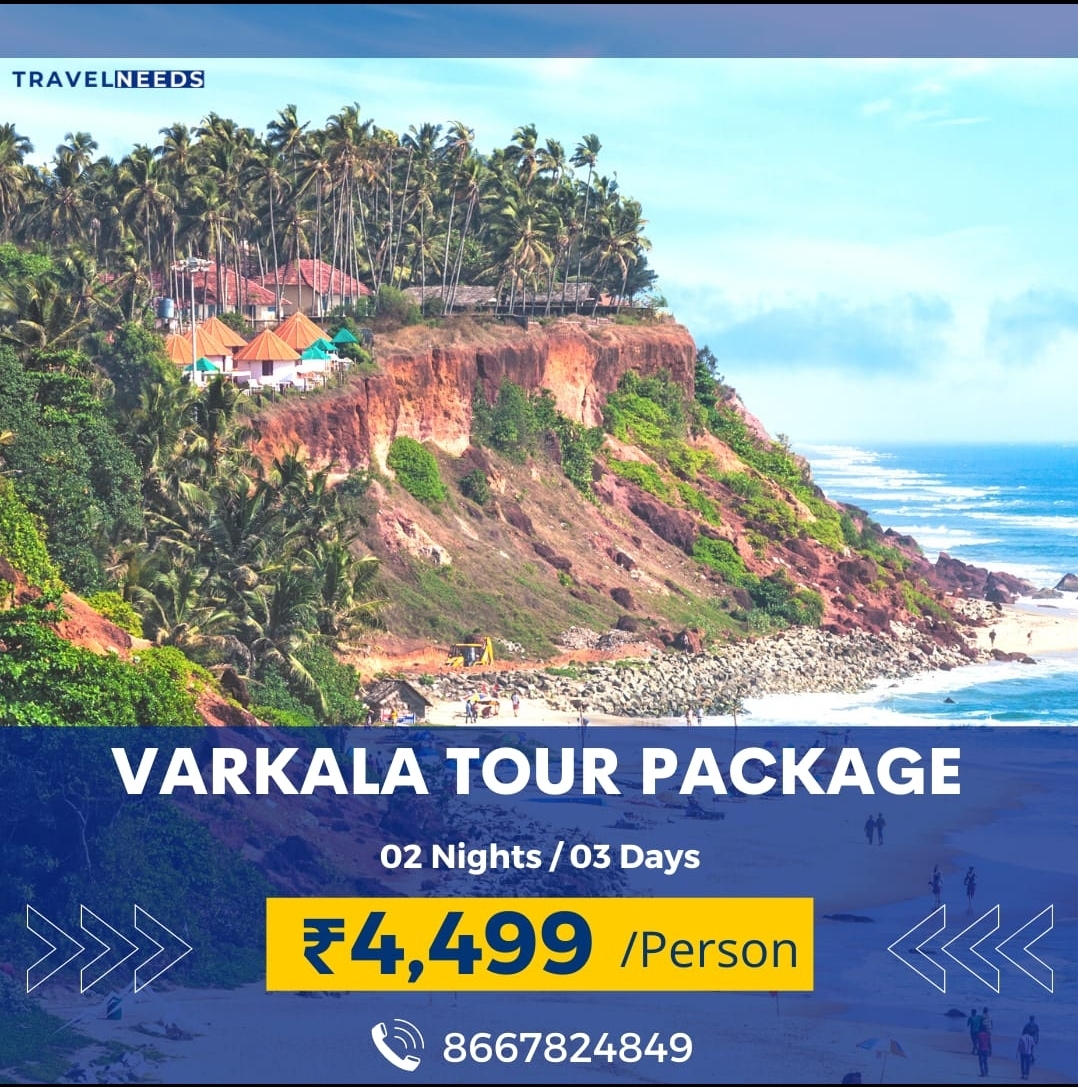 TRAVELNEEDS
VARKALA TOUR PACKAGE
02 Nights / 03 Days
₹4,499 /Person
8667824849